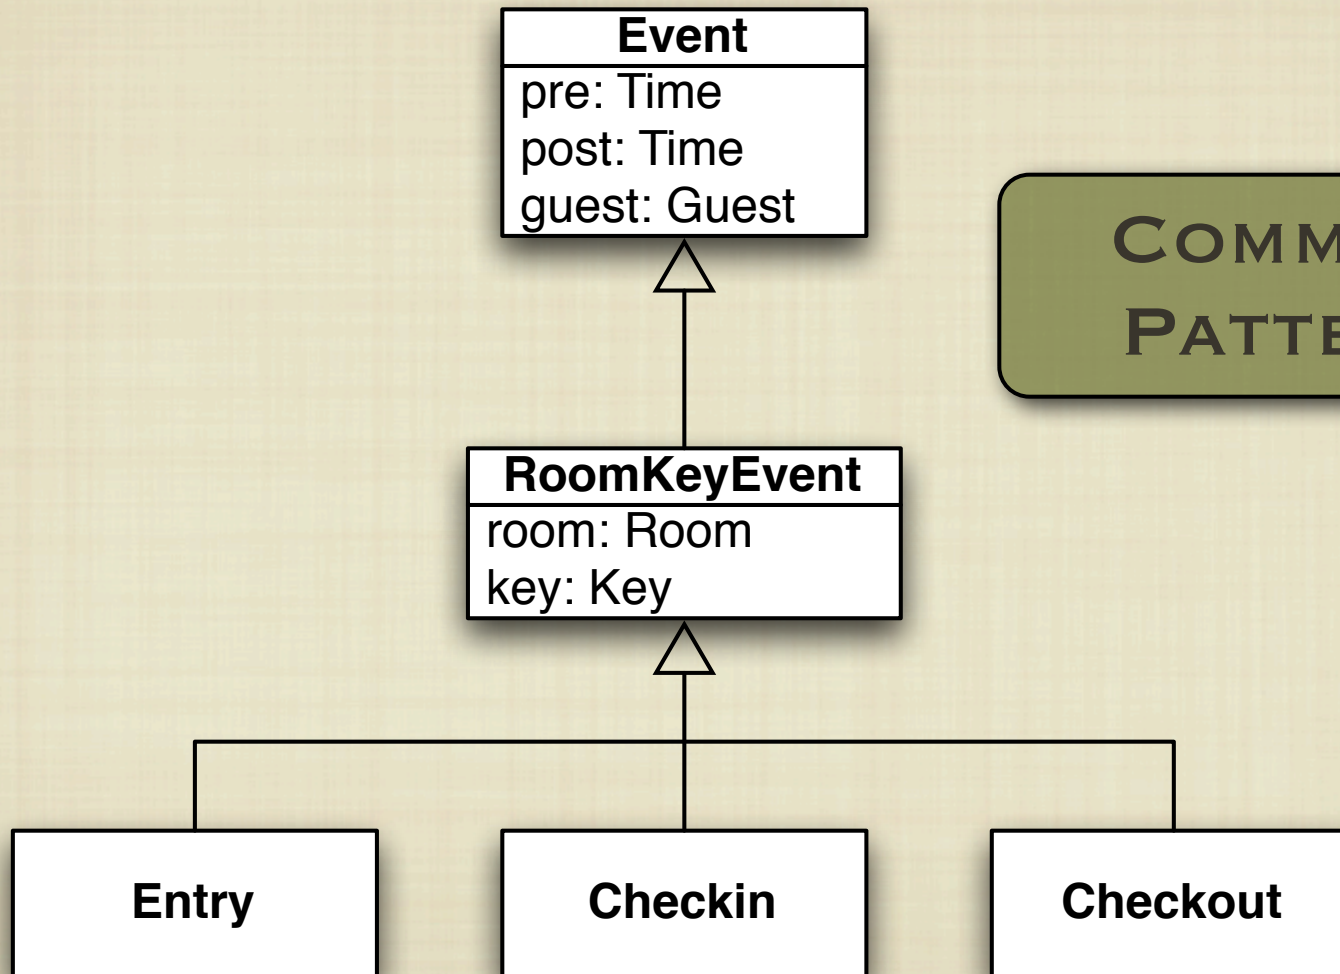 Event
pre: Time
post: Time
guest: Guest
RoomKeyEvent
room: Room
key: Key
Entry
Checkin
Checkout